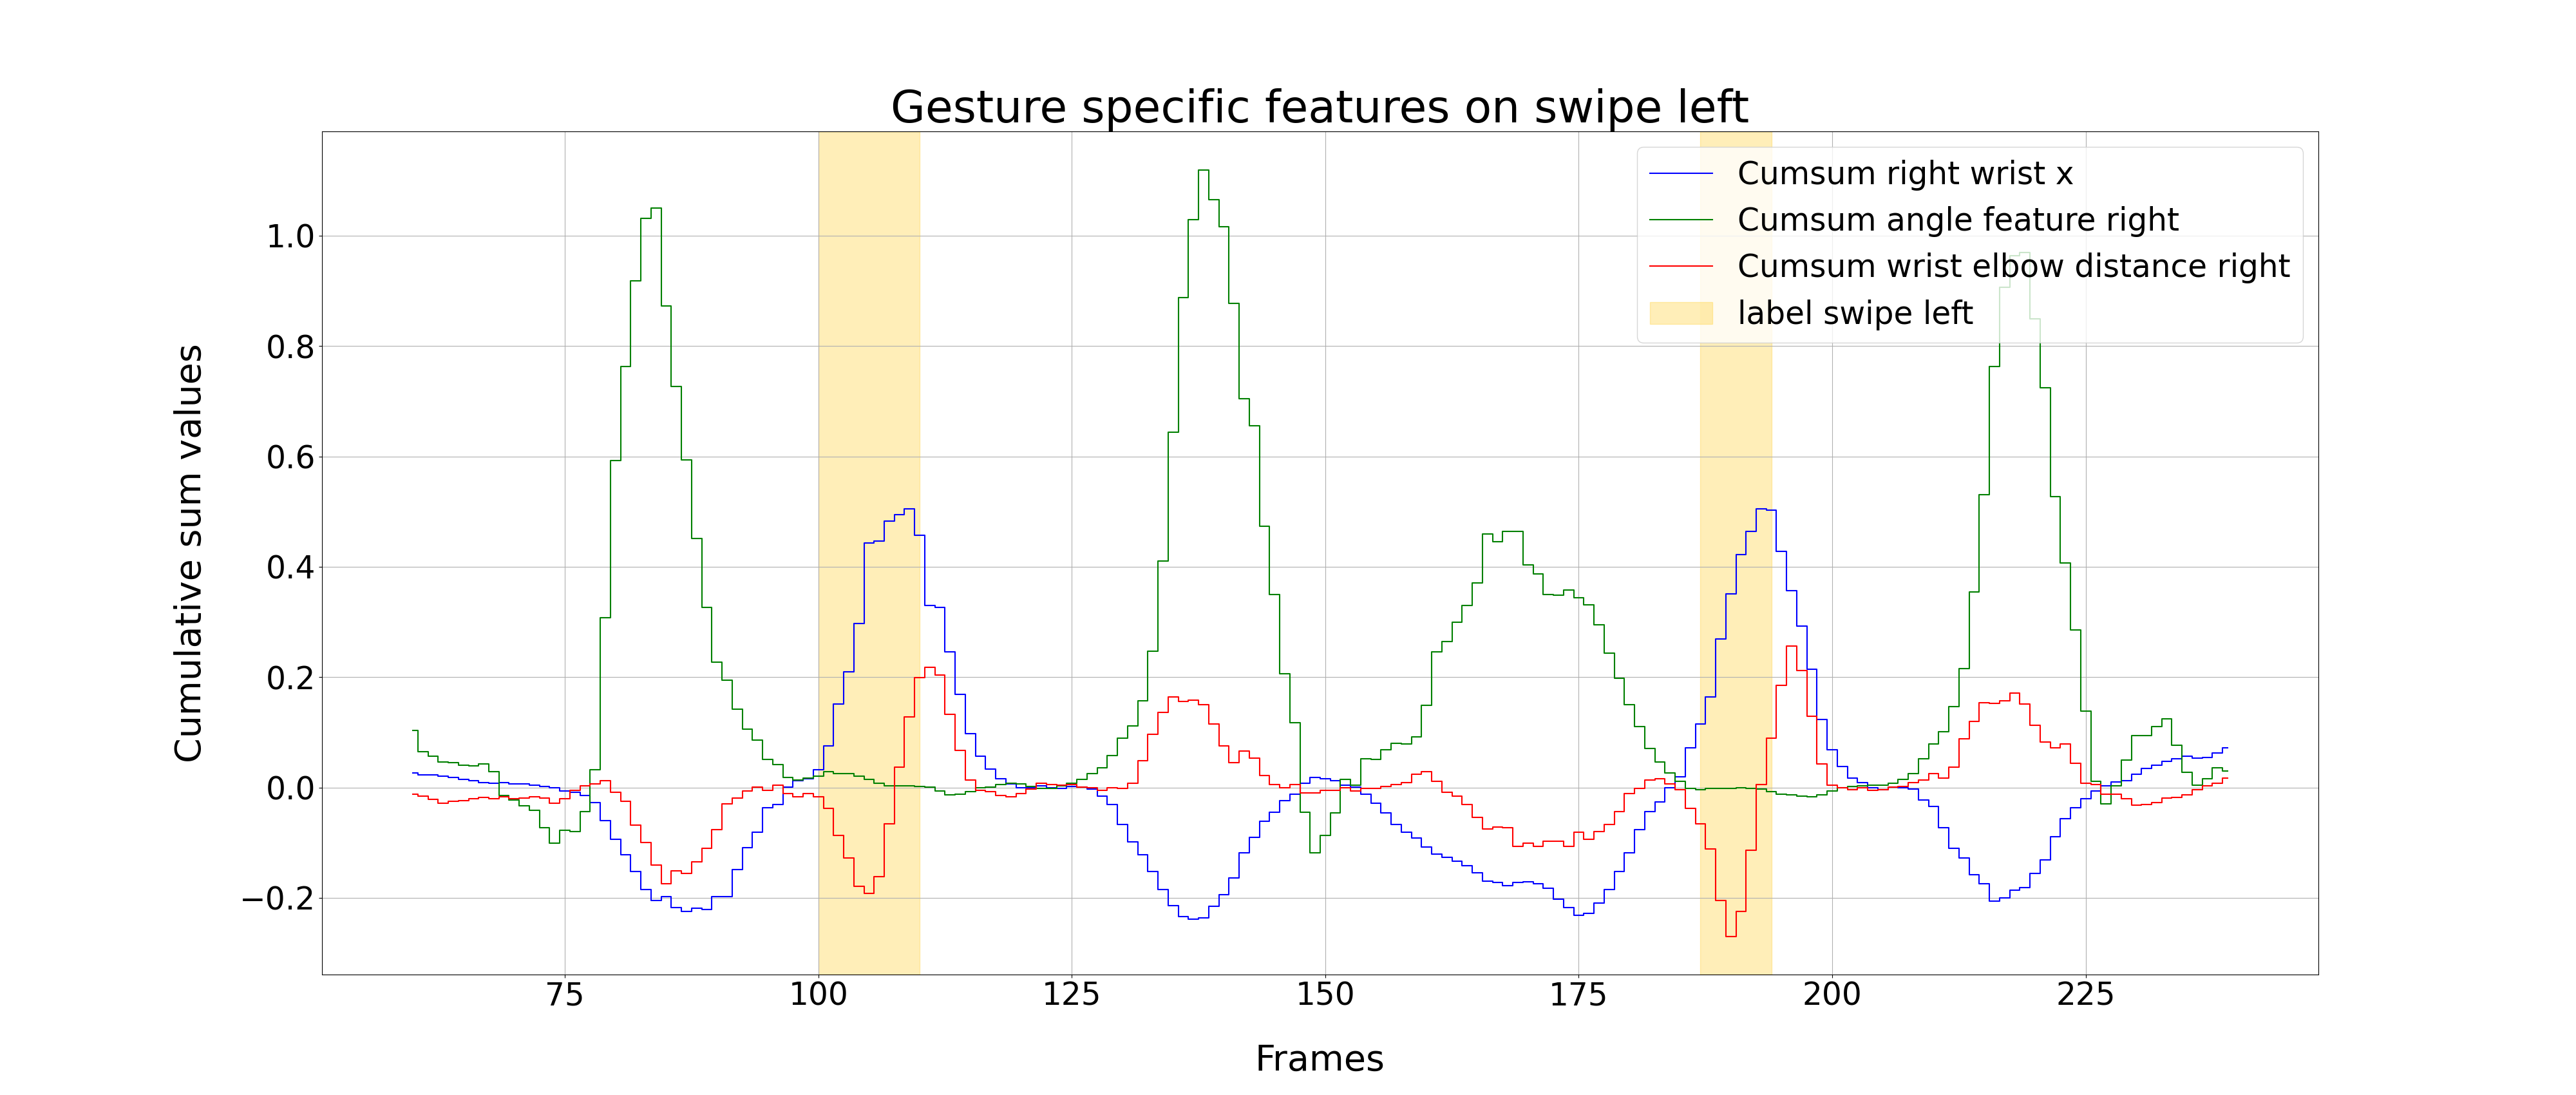 Gesture specific features on swipe left
Cumulative sum values
1.0
0.8
0.6
0.4
0.2
0.0
−0.2
Cumsum right wrist x
Cumsum angle feature right
Cumsum wrist elbow distance right
label swipe left
75 100 125 150 175 200 225
Frames